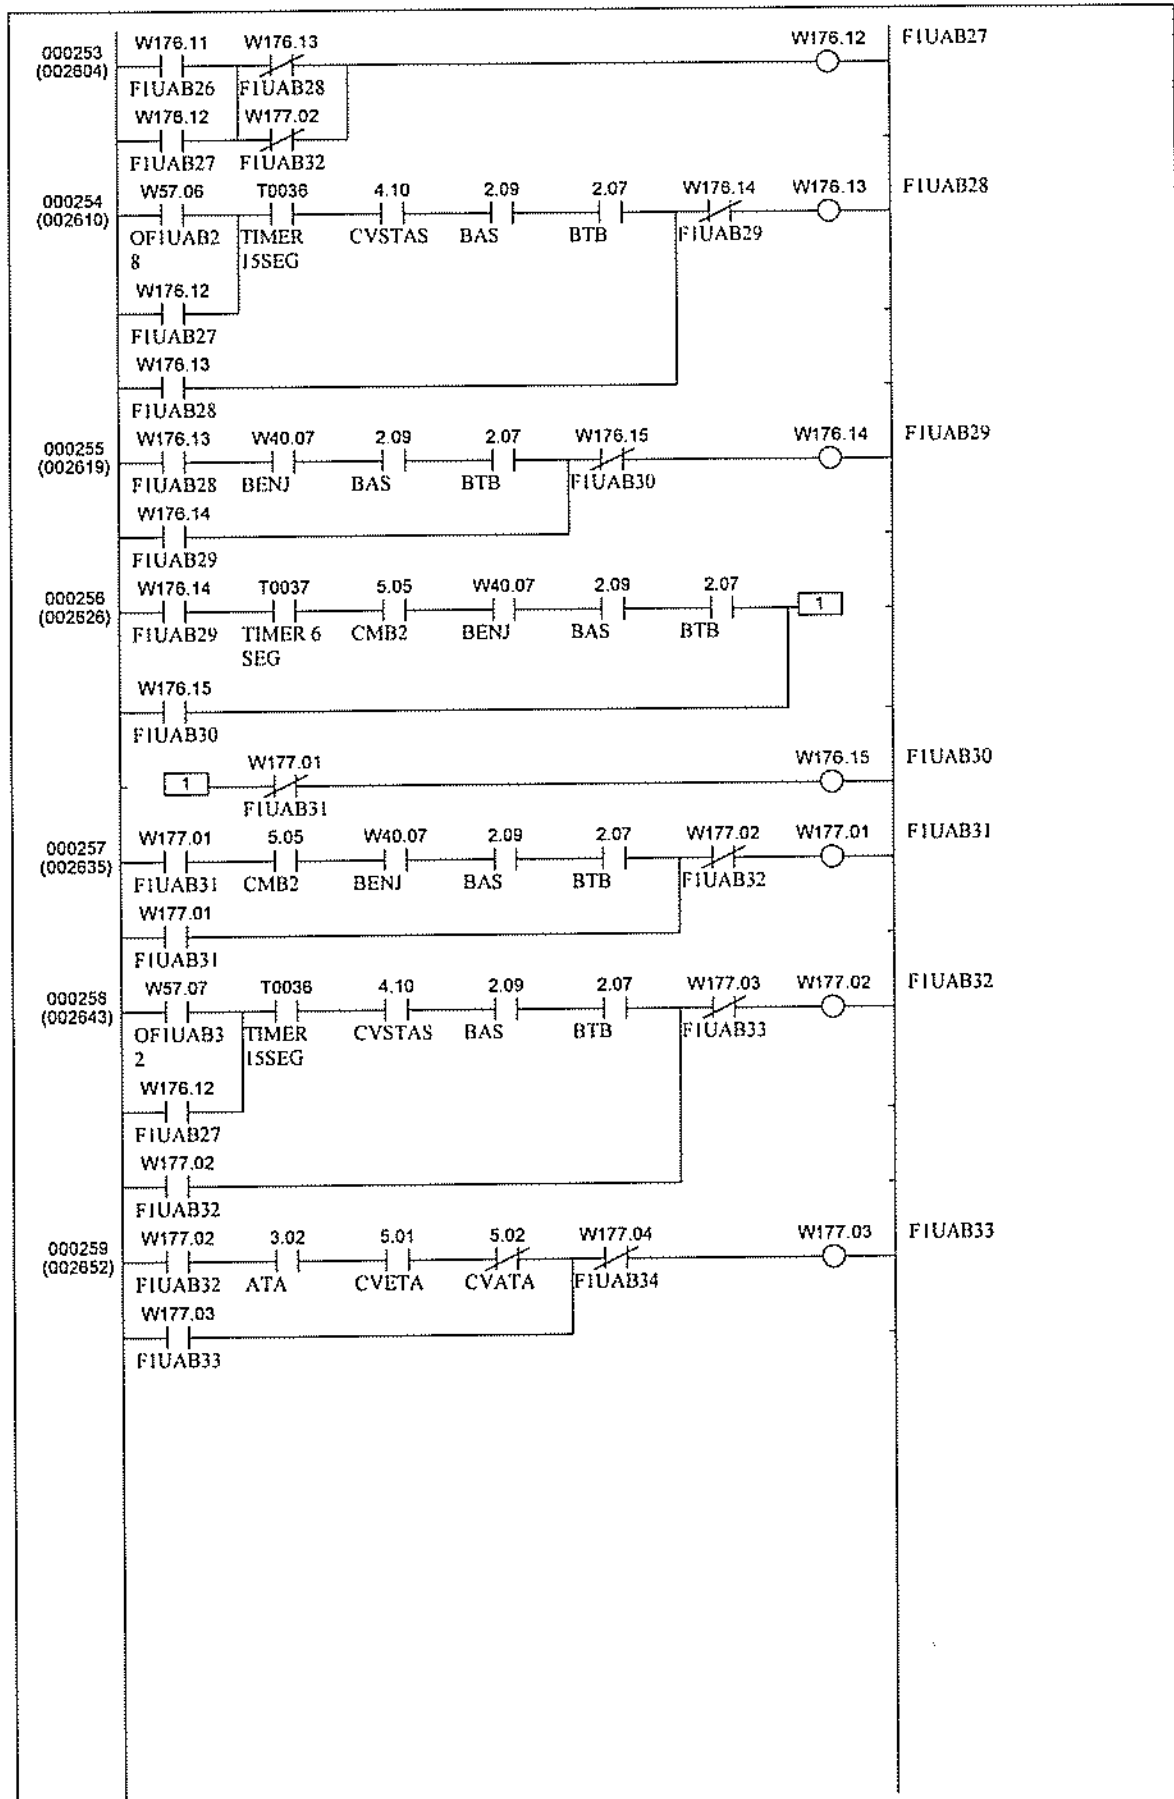 W176.11 W176.13 W176.12 F1UAB27
000253
(002604)
F1UAB26 F1UAB28
W176.12 W177.02
F1UAB27 F1UAB32
W57.06 T0036 4.10 2.09 2.07 W176.14 W176.13 F1UAB28
000254
(002610)
OF1UAB2 TIMER CVSTAS BAS BTB F1UAB29
8 15SEG
W176.12
F1UAB27
W176.13
F1UAB28
W176.13 W40.07 2.09 2.07 W176.15 W176.14 F1UAB29
000255
(002619)
F1UAB28 BENJ BAS BTB F1UAB30
W176.14
F1UAB29
W176.14 T0037 5.05 W40.07 2.09 2.07
000256
(002626)
1
F1UAB29 TIMER 6 CMB2 BENJ BAS BTB
SEG
W176.15
F1UAB30
W177.01 W176.15 F1UAB30
1
F1UAB31
W177.01 5.05 W40.07 2.09 2.07 W177.02 W177.01 F1UAB31
000257
(002635)
F1UAB31 CMB2 BENJ BAS BTB F1UAB32
W177.01
F1UAB31
W57.07 T0036 4.10 2.09 2.07 W177.03 W177.02 F1UAB32
000258
(002643)
OF1UAB3 TIMER CVSTAS BAS BTB F1UAB33
2 15SEG
W176.12
F1UAB27
W177.02
F1UAB32
W177.02 3.02 5.01 5.02 W177.04 W177.03 F1UAB33
000259
(002652)
F1UAB32 ATA CVETA CVATA F1UAB34
W177.03
F1UAB33